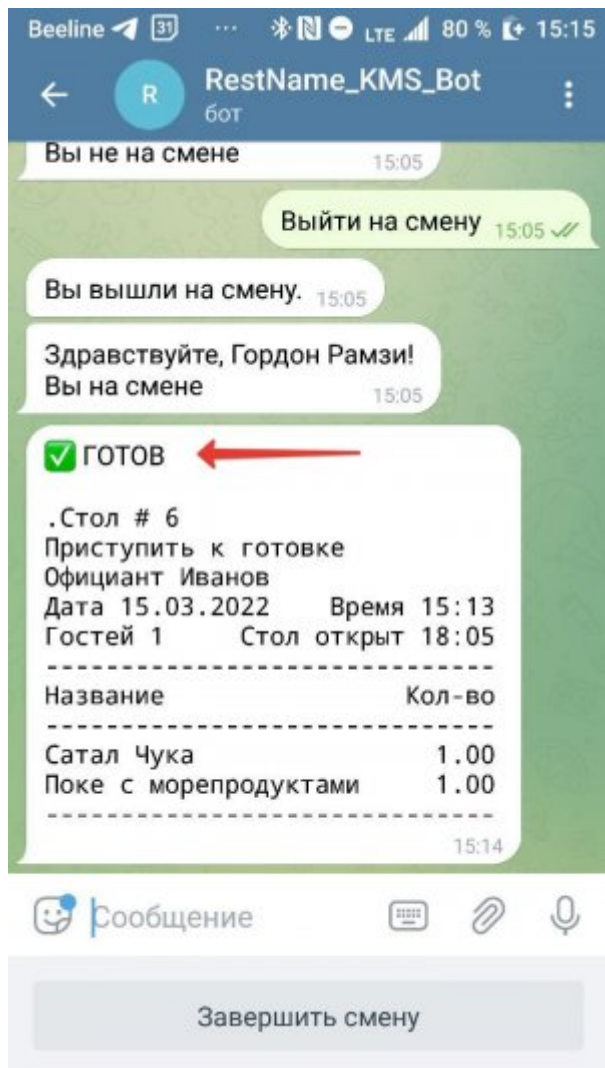 Beeline 31 ... LTE 80 % 15:15
R RestName_KMS_Bot
бот
Вы не на смене 15:05
Выйти на смену 15:05
Вы вышли на смену. 15:05
Здравствуйте, Гордон Рамзи!
Вы на смене 15:05
ГОТОВ
.Стол # 6
Приступить к готовке
Официант Иванов
Дата 15.03.2022 Время 15:13
Гостей 1 Стол открыт 18:05
--------------------------------
Название Кол-во
--------------------------------
Сатал Чука 1.00
Поке с морепродуктами 1.00
--------------------------------
15:14
Сообщение
Завершить смену